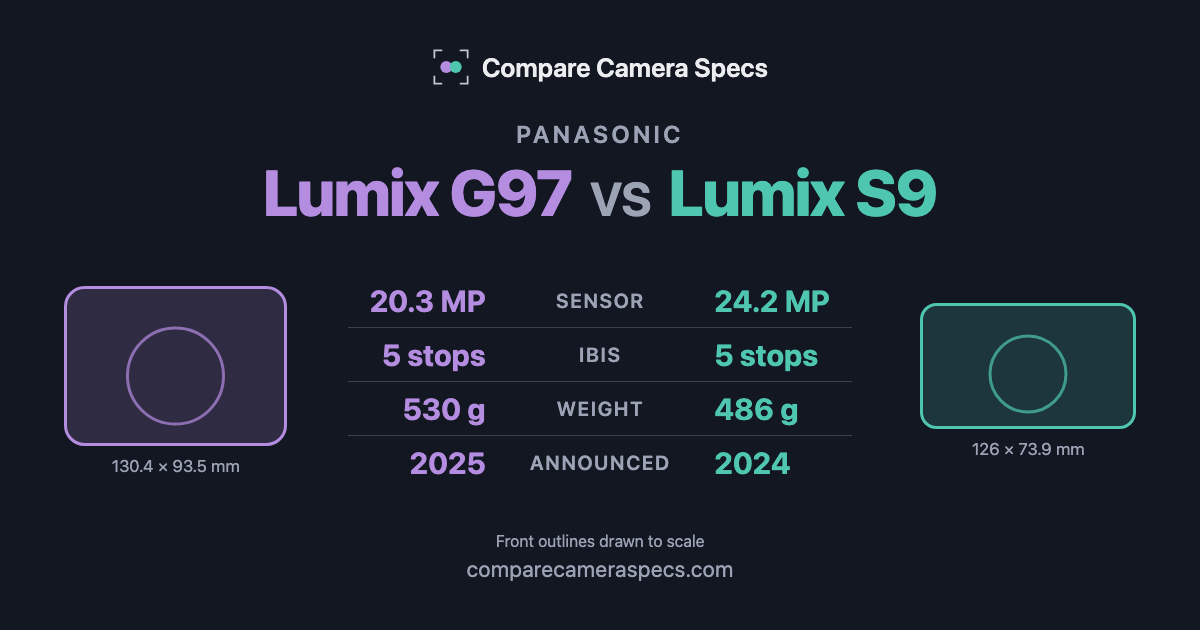 Compare Camera Specs
PANASONIC
Lumix G97 vs Lumix S9
20.3 MP SENSOR 24.2 MP
5 stops IBIS 5 stops
530 g WEIGHT 486 g
2025 ANNOUNCED 2024
130.4 × 93.5 mm
126 × 73.9 mm
Front outlines drawn to scale
comparecameraspecs.com